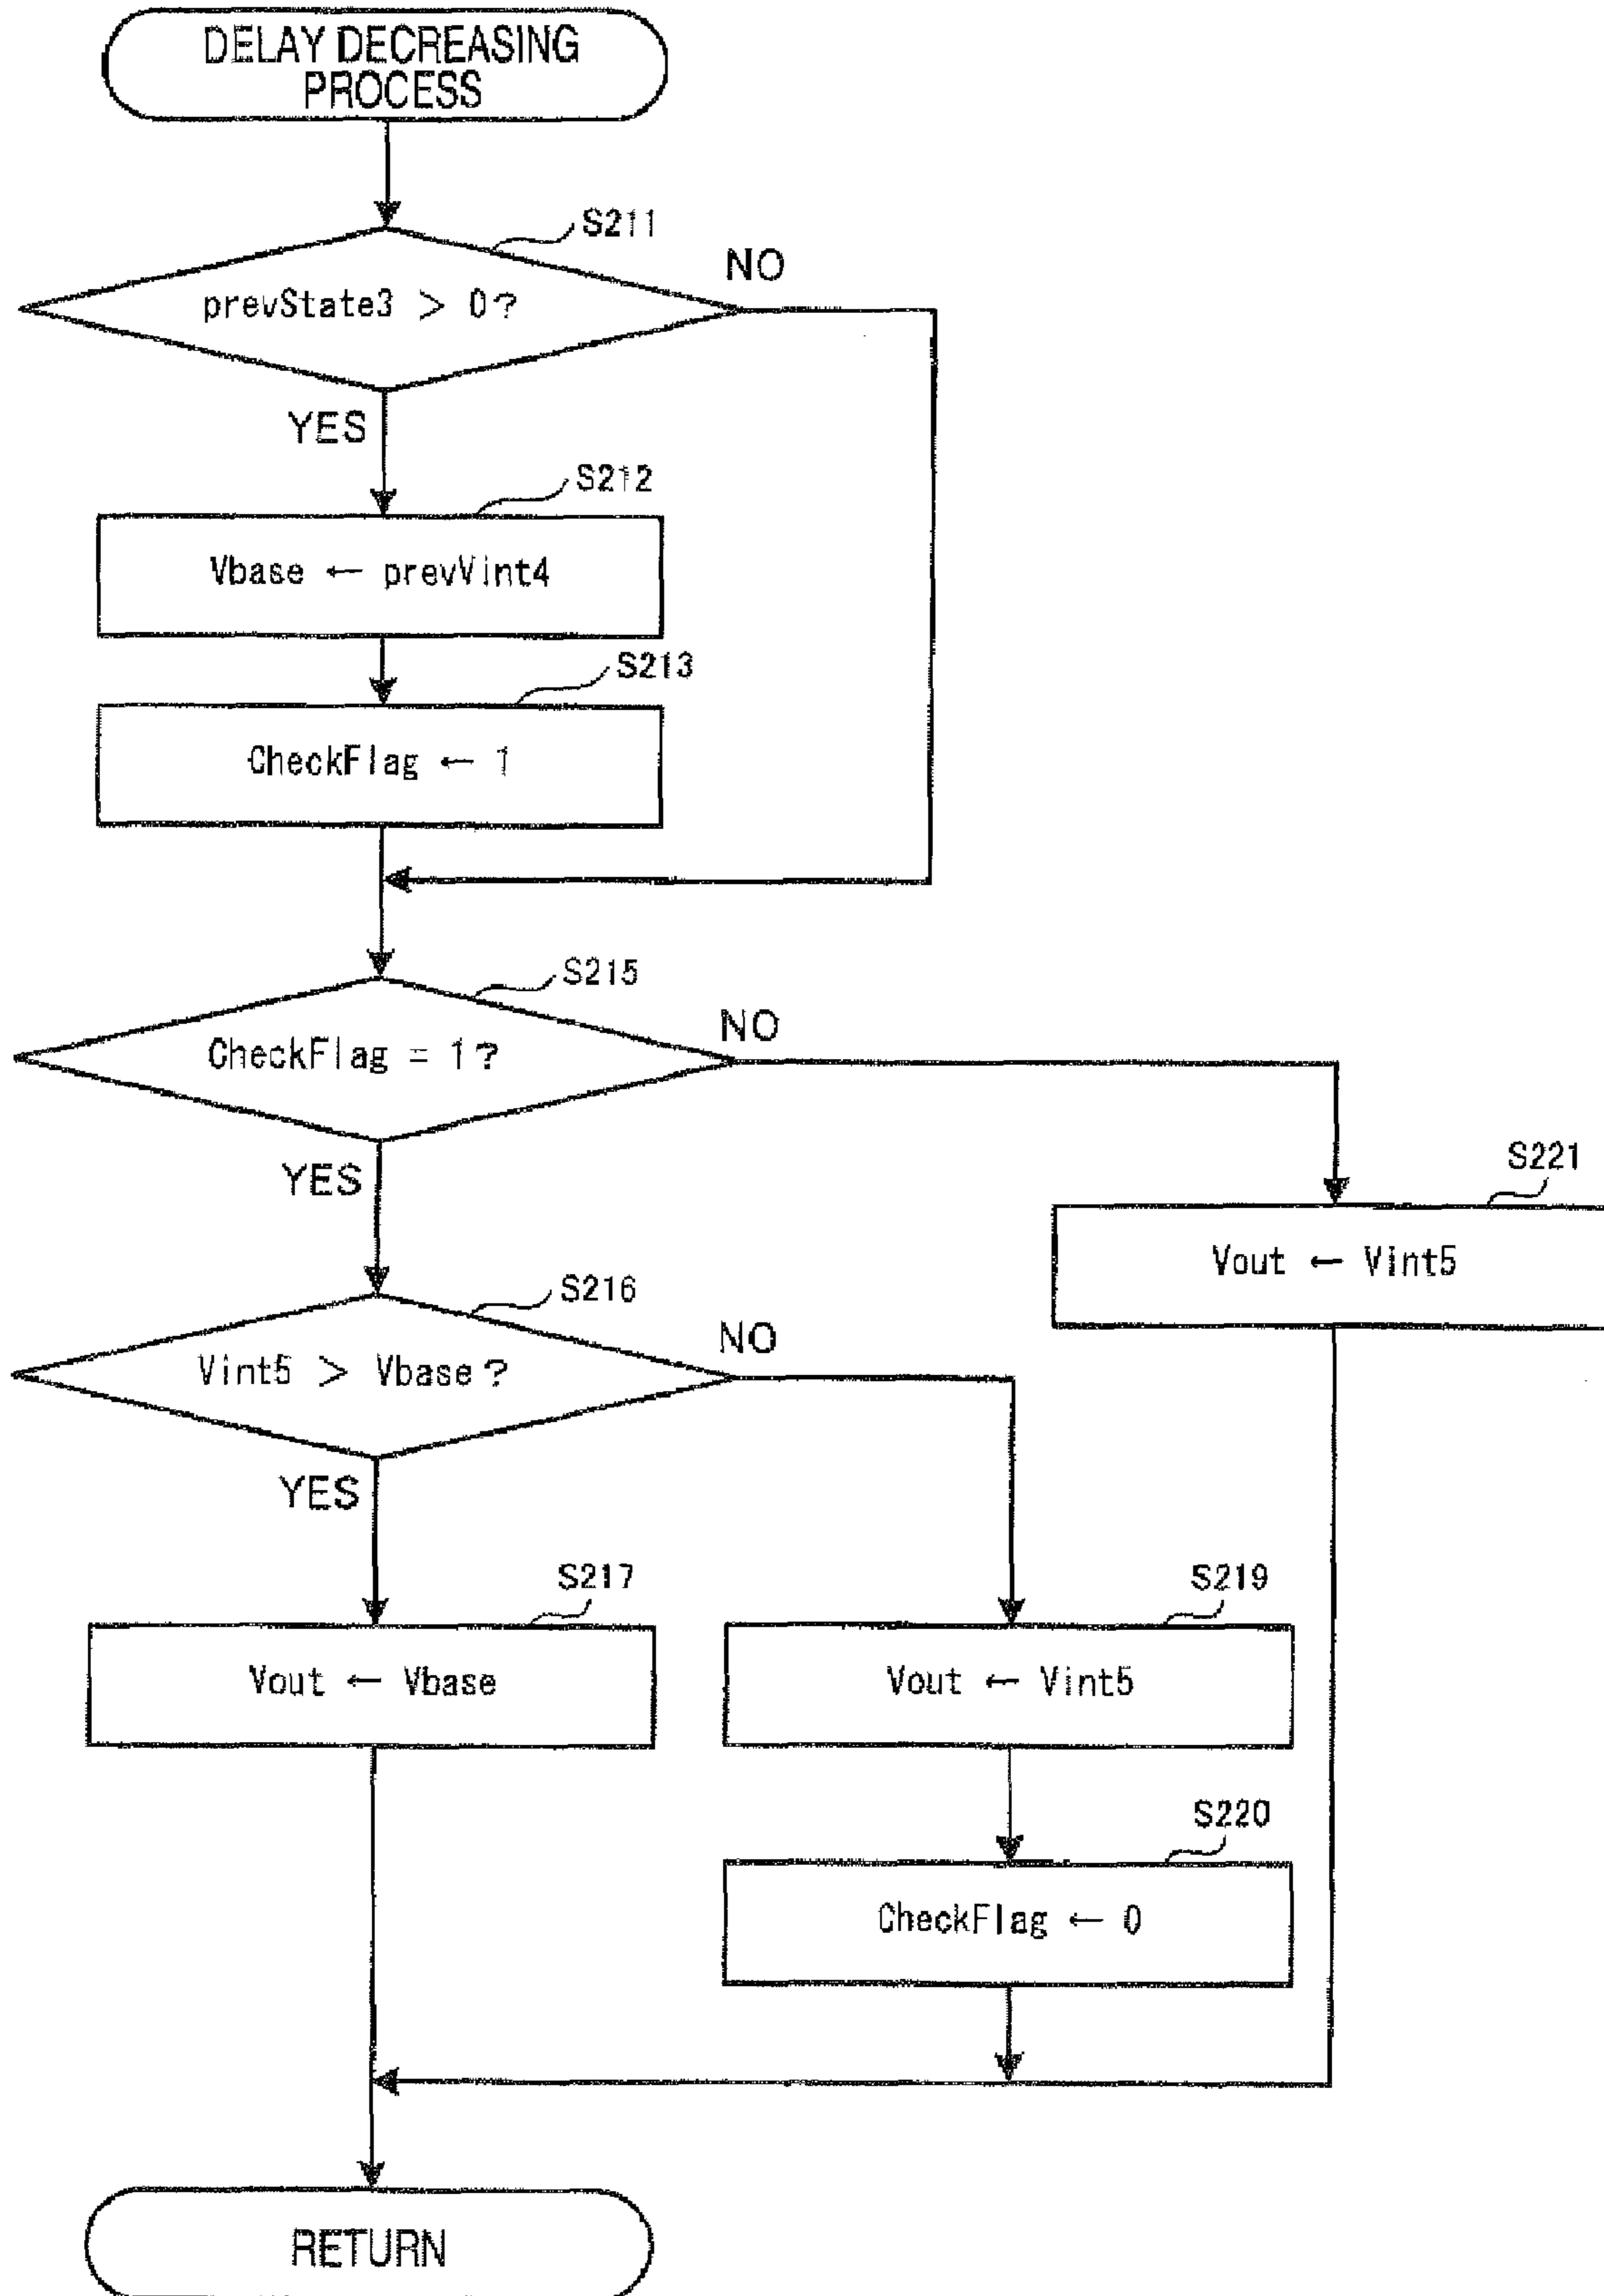 DELAY DECREASING
PROCESS
S211
prevState3 > 0?
NO
YES
S212
Vbase ← prevVint4
S213
CheckFlag ← 1
S215
CheckFlag = 1?
NO
YES
S221
Vout ← Vint5
S216
Vint5 > Vbase?
NO
YES
S217
Vout ← Vbase
S219
Vout ← Vint5
S220
CheckFlag ← 0
RETURN